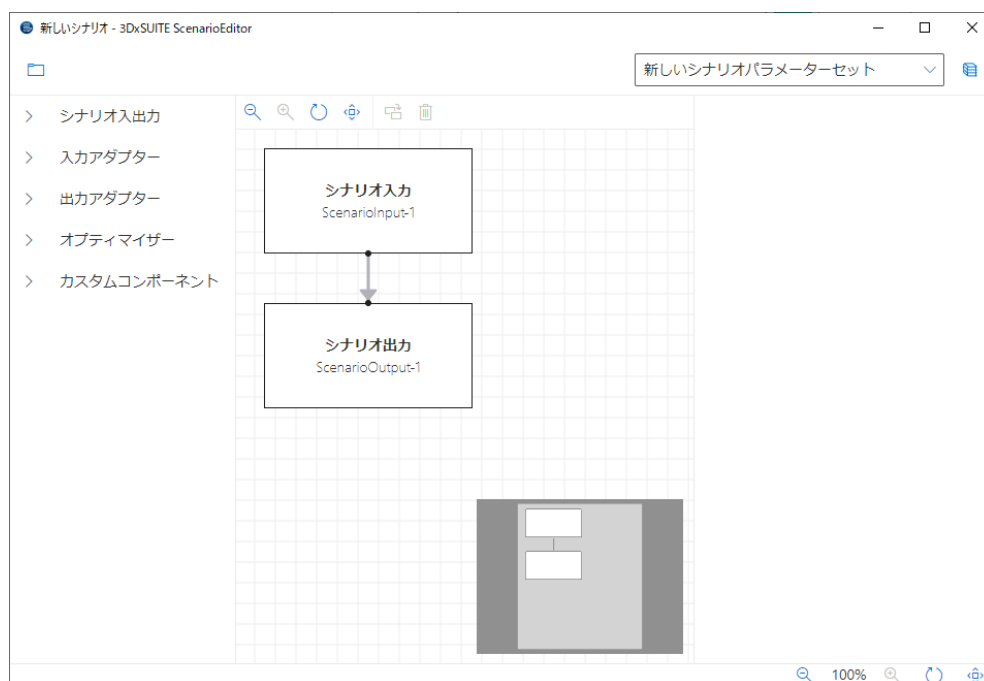 新しいシナリオ - 3DxSUITE ScenarioEditor
新しいシナリオパラメーターセット
シナリオ入出力
入力アダプター
出力アダプター
オプティマイザー
カスタムコンポーネント
シナリオ入力
ScenarioInput-1
シナリオ出力
ScenarioOutput-1
100%